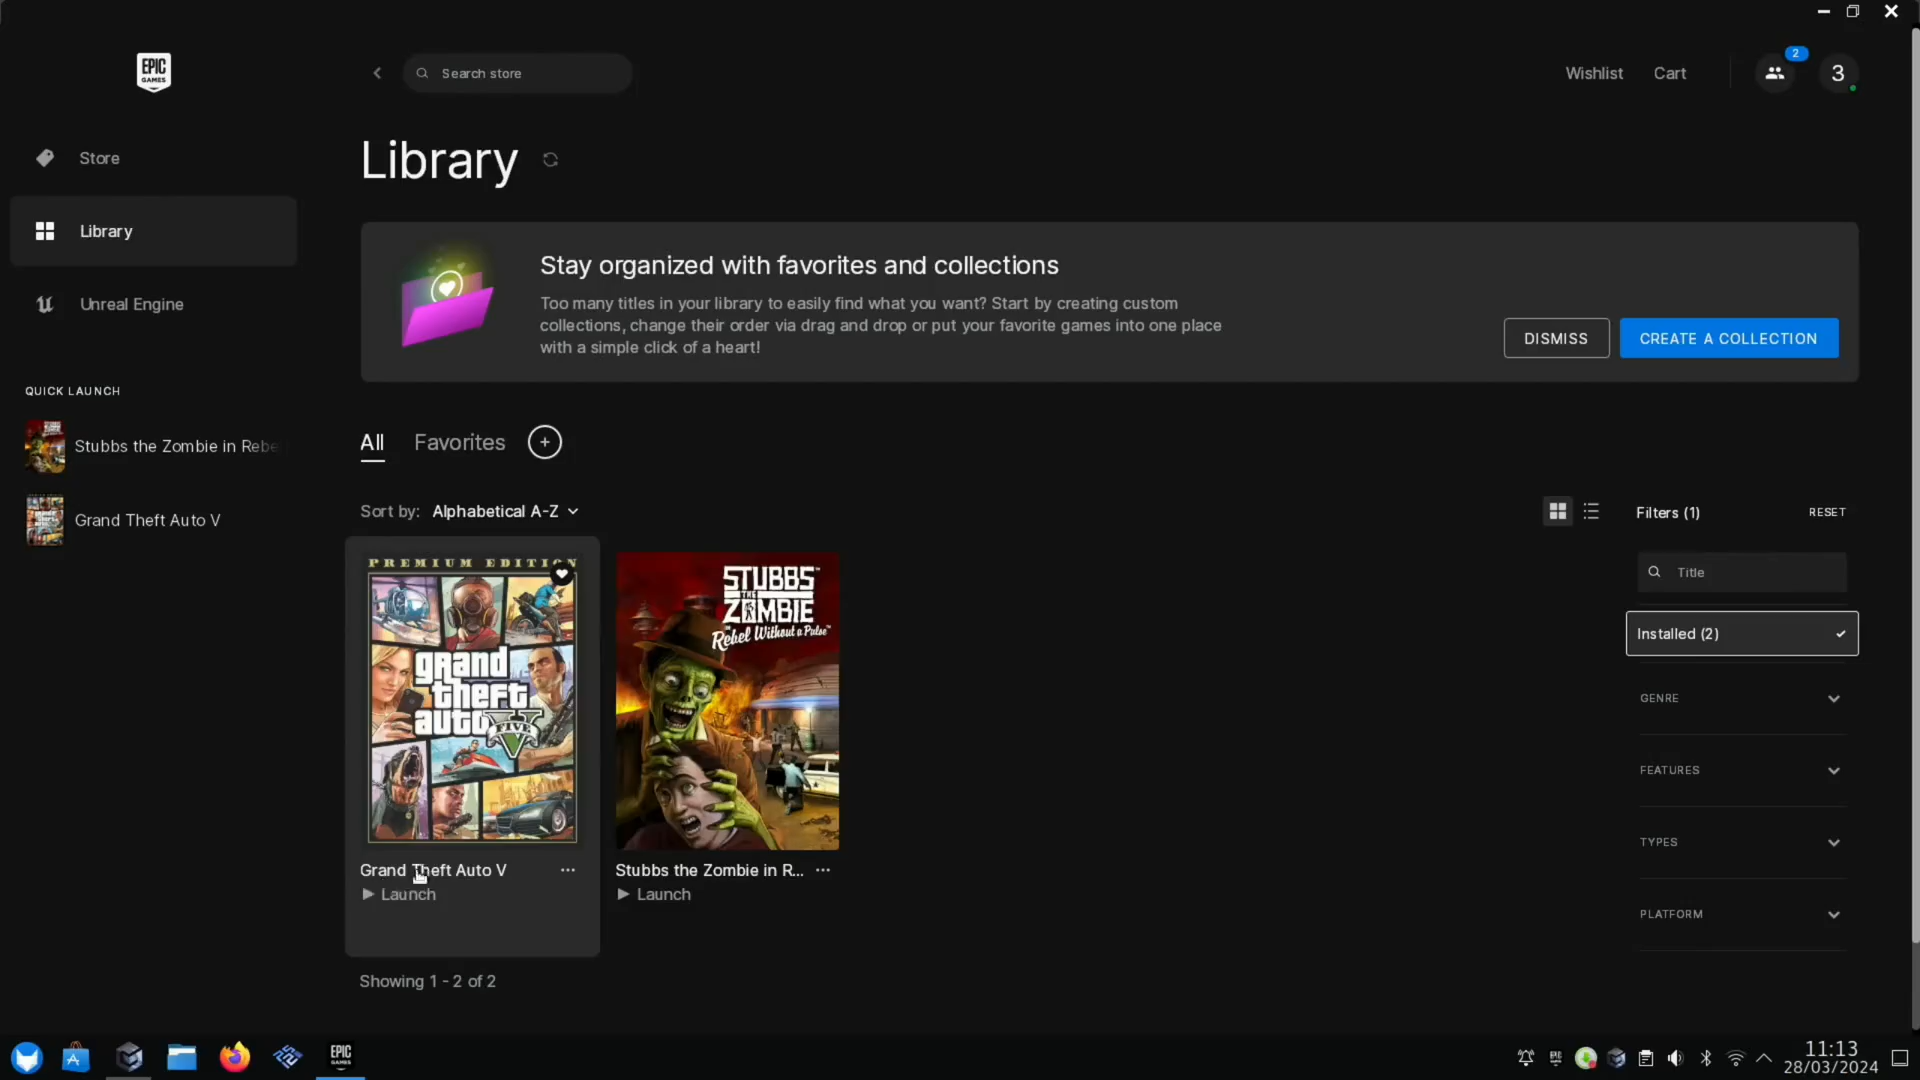 EPIC
GAMES
Search store
Wishlist
Cart
2
3
Store
Library
Unreal Engine
QUICK LAUNCH
Stubbs the Zombie in Rebe
Grand Theft Auto V
Library
Stay organized with favorites and collections
Too many titles in your library to easily find what you want? Start by creating custom
collections, change their order via drag and drop or put your favorite games into one place
with a simple click of a heart!
DISMISS
CREATE A COLLECTION
All
Favorites
Sort by: Alphabetical A-Z
Filters (1)
RESET
Title
Installed (2)
GENRE
FEATURES
TYPES
PLATFORM
PREMIUM EDITION
grand
theft
auto V
FIVE
STUBBS
THE
ZOMBIE
Rebel Without a Pulse™
Grand Theft Auto V
Launch
Stubbs the Zombie in R...
Launch
Showing 1 - 2 of 2
EPIC
GAMES
11:13
28/03/2024